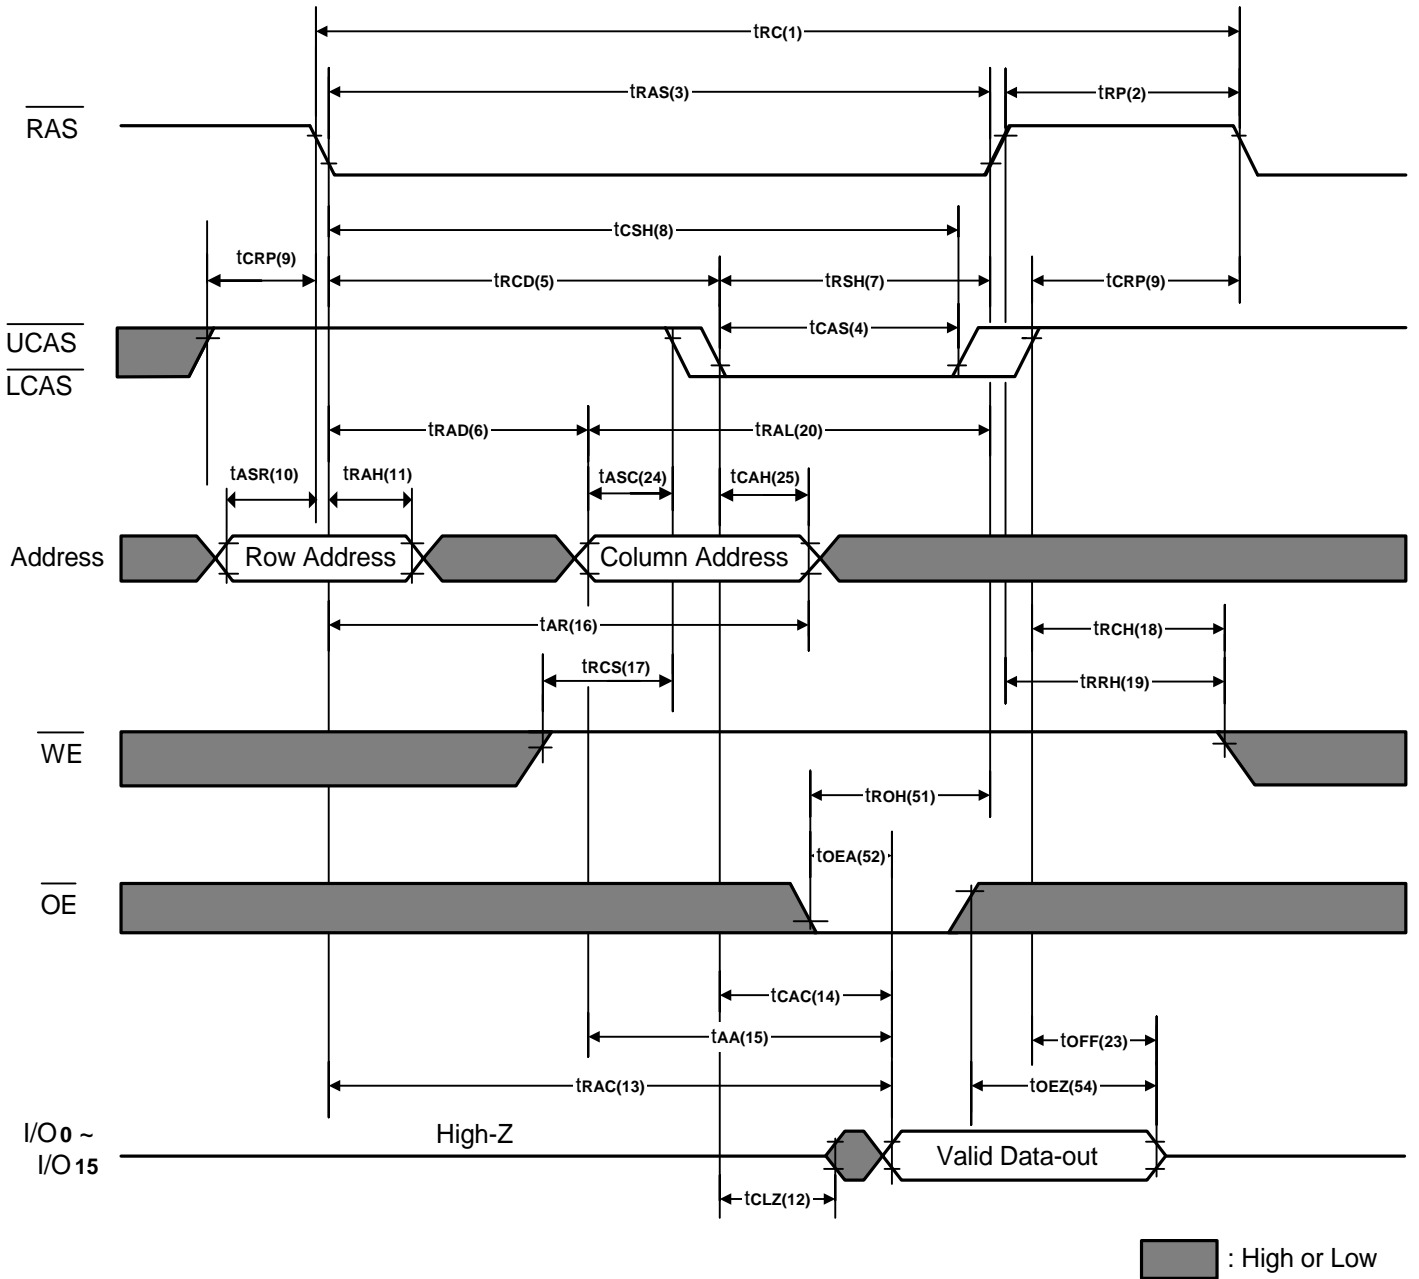 tRC(1)
tRAS(3)
tRP(2)
RAS
tCSH(8)
tCRP(9)
tRCD(5)
tRSH(7)
tCRP(9)
UCAS
tCAS(4)
LCAS
tRAD(6)
tRAL(20)
tASR(10)
tRAH(11)
tASC(24)
tCAH(25)
Address
Row Address
Column Address
tAR(16)
tRCH(18)
tRCS(17)
tRRH(19)
WE
tROH(51)
tOEA(52)
OE
tCAC(14)
tAA(15)
tOFF(23)
tRAC(13)
tOEZ(54)
I/O0 ~
High-Z
I/O15
Valid Data-out
tCLZ(12)
: High or Low